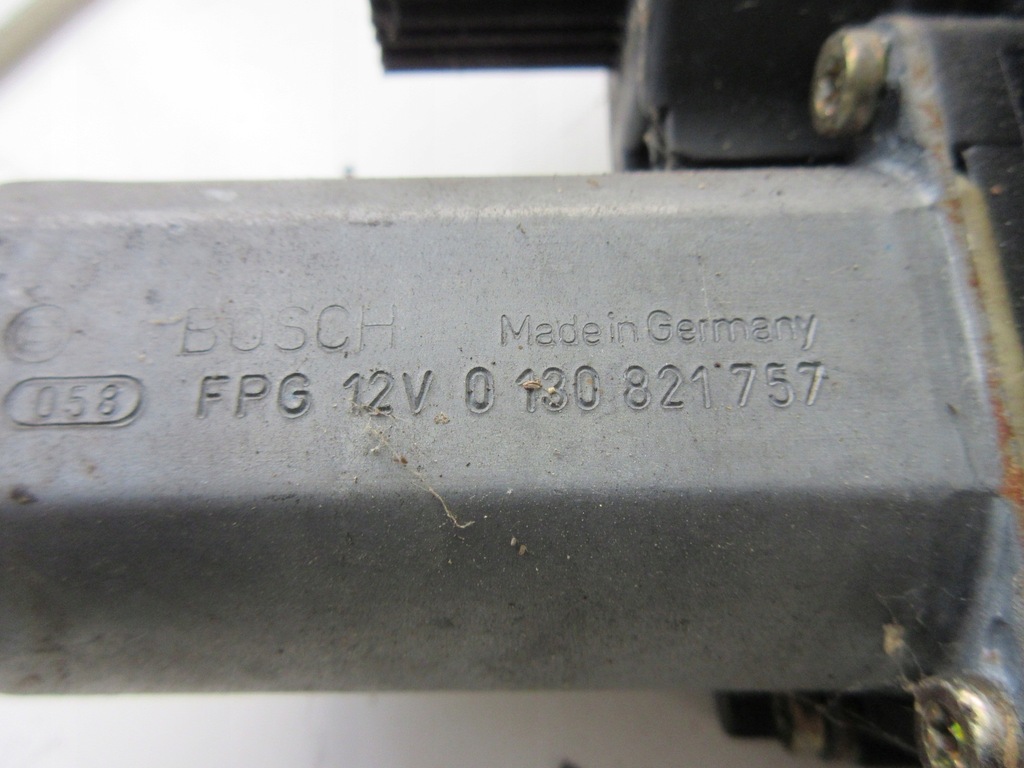 BOSCH Made in Germany
058 FPG 12V 0 130 821 757